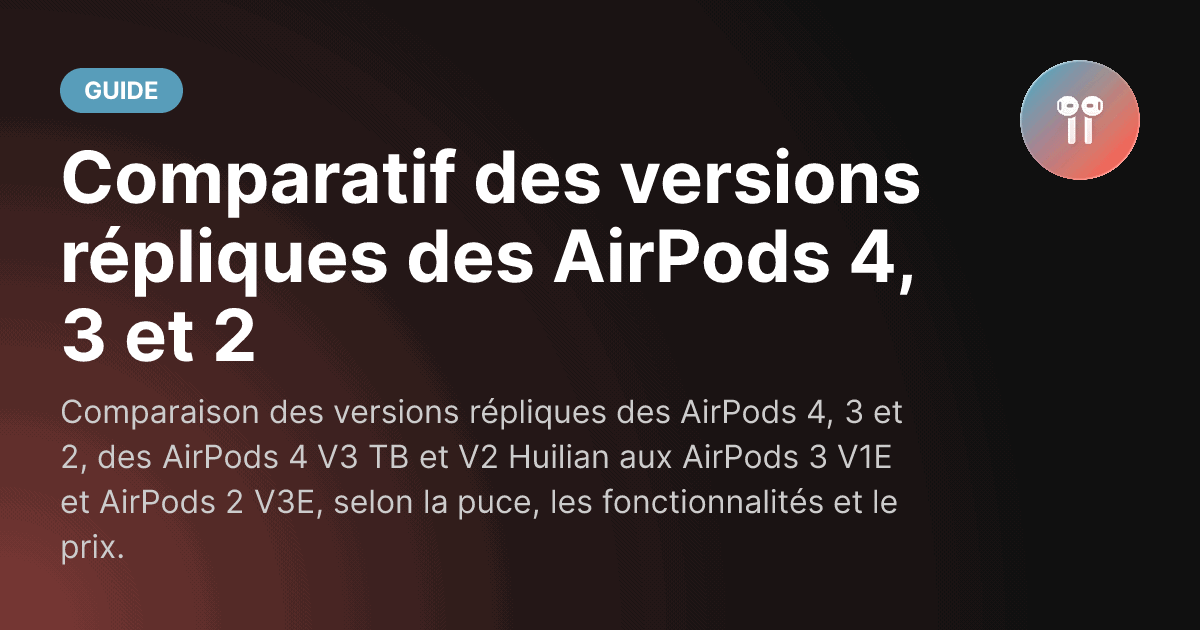 GUIDE
Comparatif des versions
répliques des AirPods 4,
3 et 2
Comparaison des versions répliques des AirPods 4, 3 et
2, des AirPods 4 V3 TB et V2 Huilian aux AirPods 3 V1E
et AirPods 2 V3E, selon la puce, les fonctionnalités et le
prix.